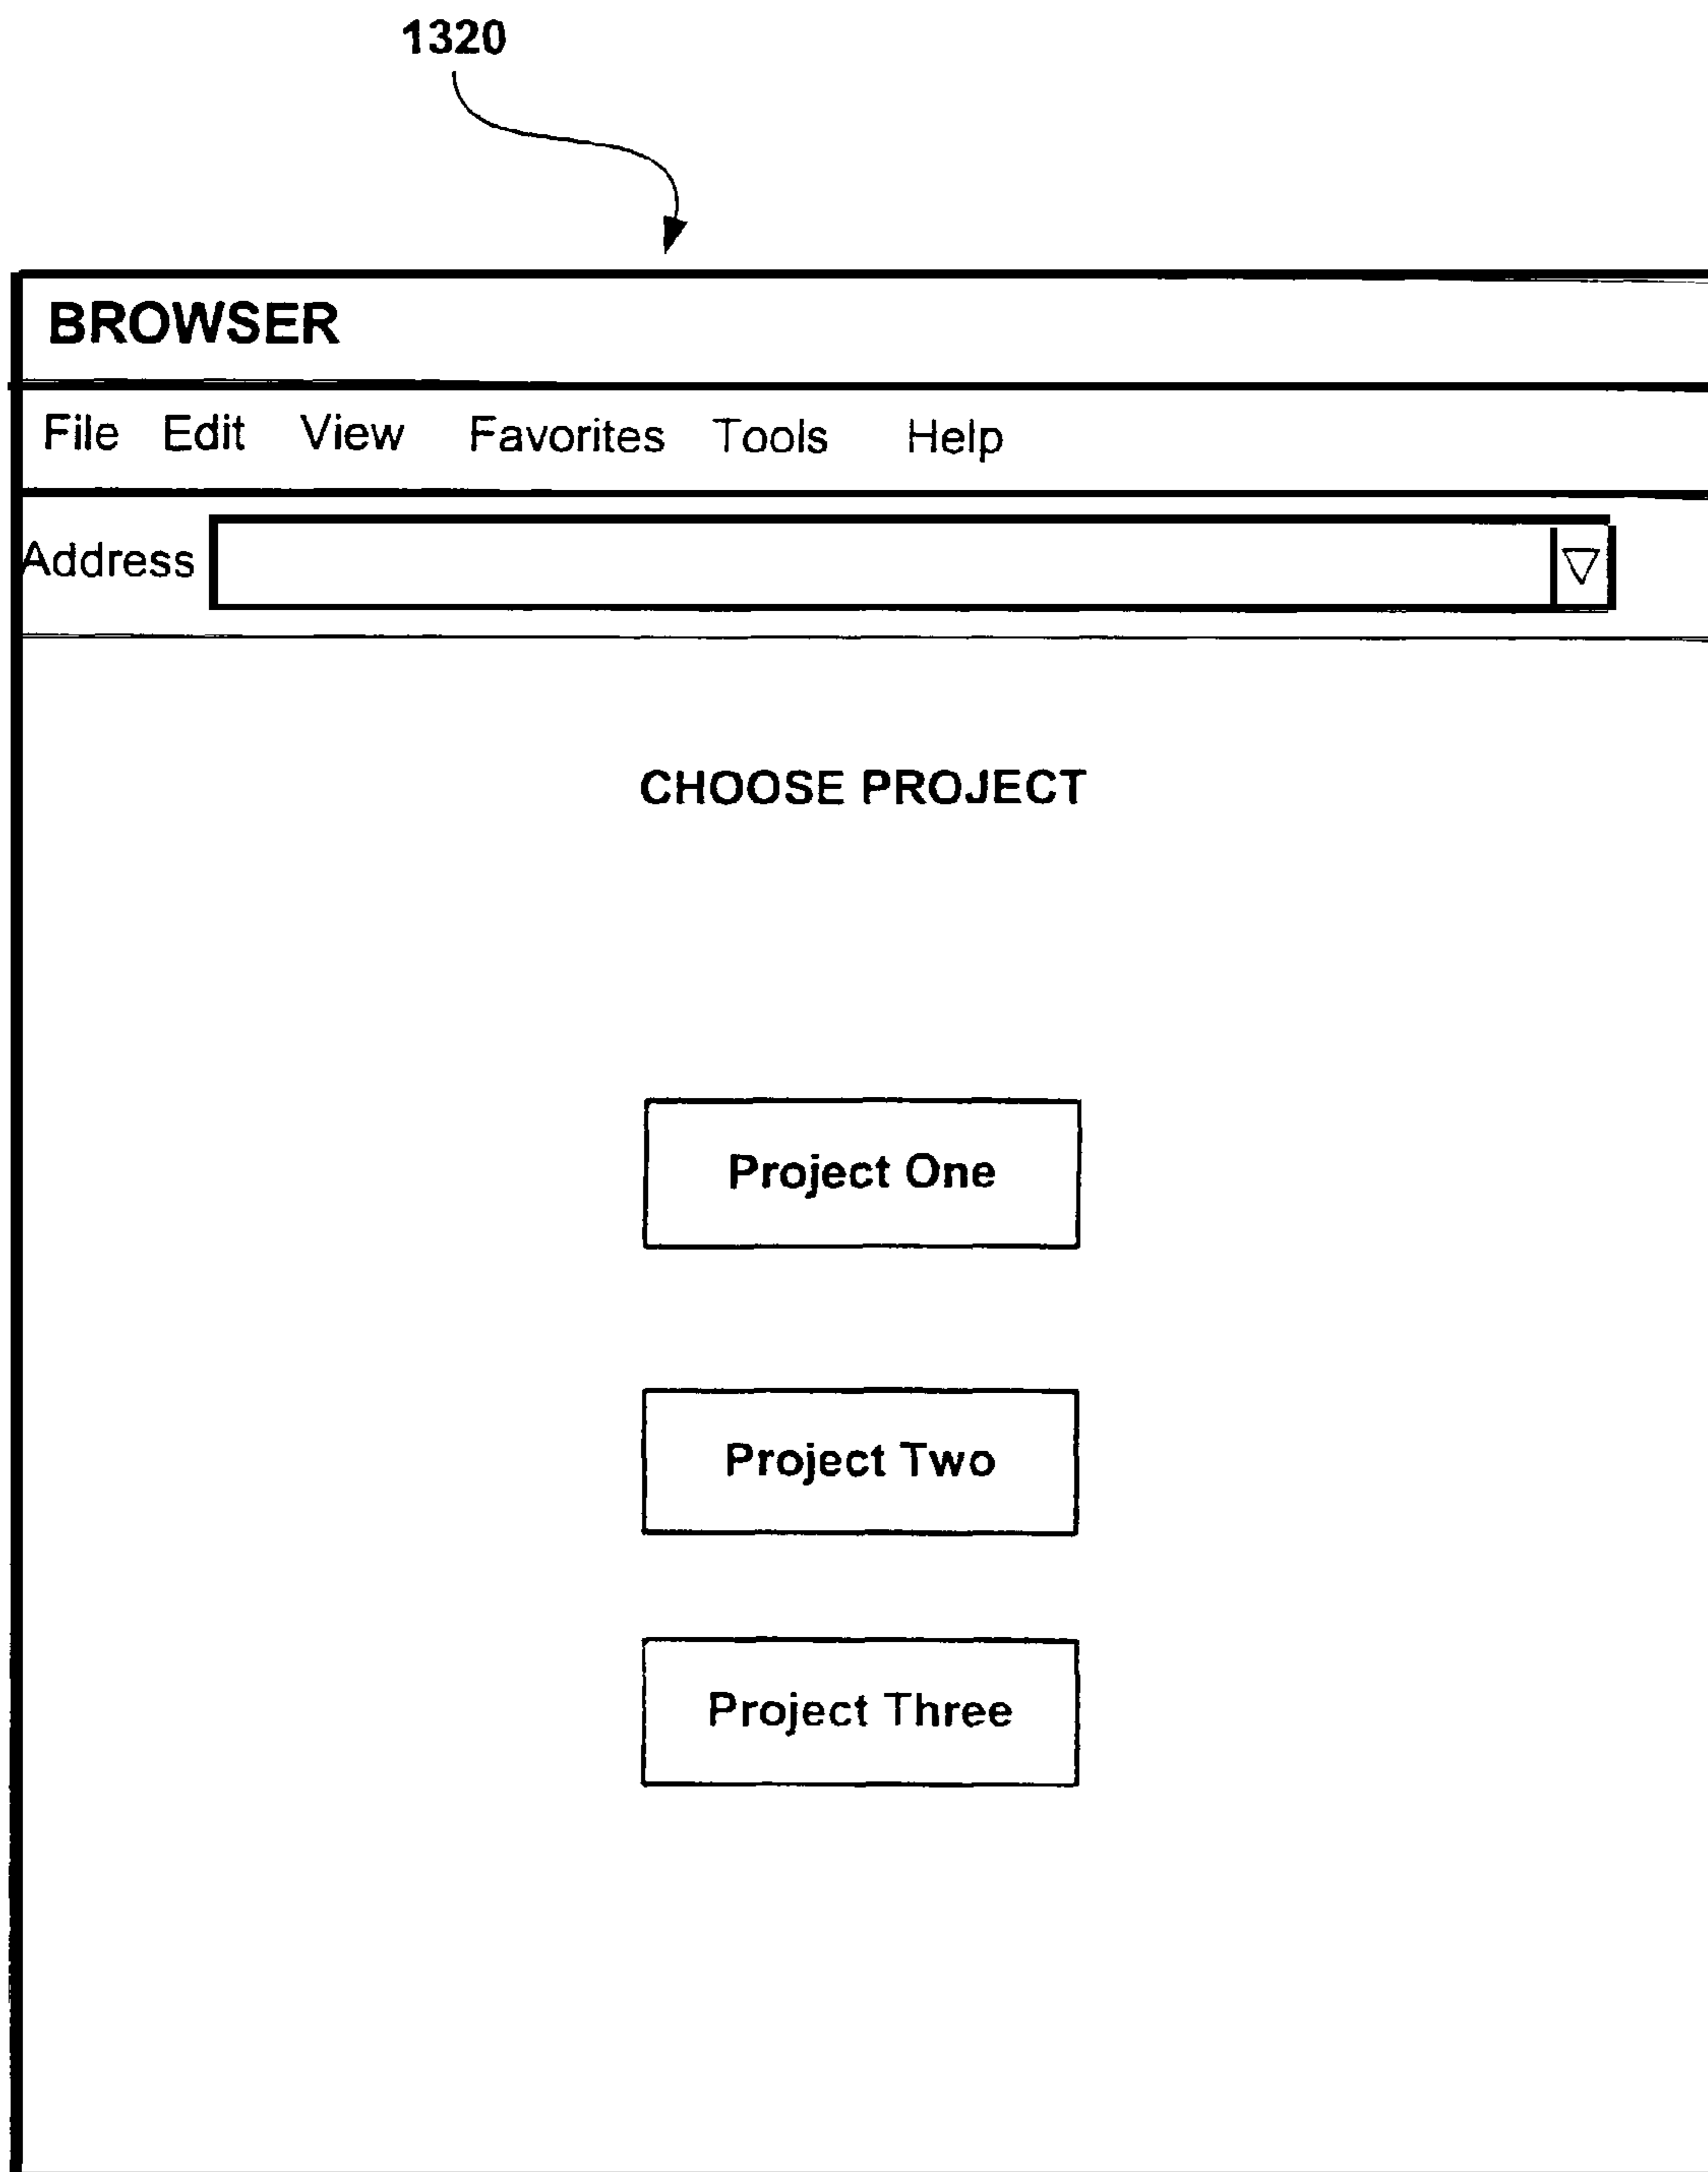 1320
BROWSER
File Edit View Favorites Tools Help
Address
CHOOSE PROJECT
Project One
Project Two
Project Three